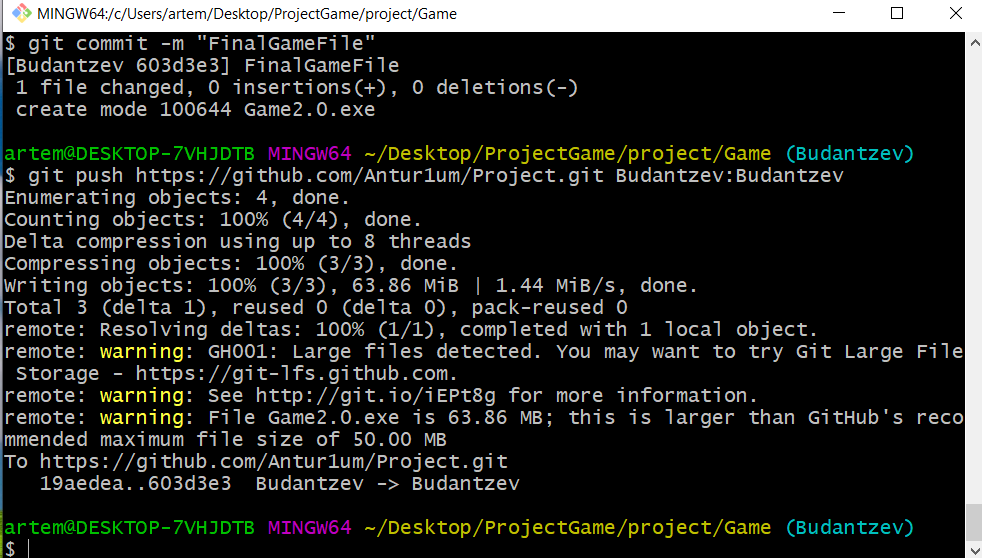 MINGW64:/c/Users/artem/Desktop/ProjectGame/project/Game
$ git commit -m "FinalGameFile"
[Budantzev 603d3e3] FinalGameFile
 1 file changed, 0 insertions(+), 0 deletions(-)
 create mode 100644 Game2.0.exe
artem@DESKTOP-7VHJDTB MINGW64 ~/Desktop/ProjectGame/project/Game (Budantzev)
$ git push https://github.com/Antur1um/Project.git Budantzev:Budantzev
Enumerating objects: 4, done.
Counting objects: 100% (4/4), done.
Delta compression using up to 8 threads
Compressing objects: 100% (3/3), done.
Writing objects: 100% (3/3), 63.86 MiB | 1.44 MiB/s, done.
Total 3 (delta 1), reused 0 (delta 0), pack-reused 0
remote: Resolving deltas: 100% (1/1), completed with 1 local object.
remote: warning: GH001: Large files detected. You may want to try Git Large File
 Storage - https://git-lfs.github.com.
remote: warning: See http://git.io/iEPt8g for more information.
remote: warning: File Game2.0.exe is 63.86 MB; this is larger than GitHub's reco
mmended maximum file size of 50.00 MB
To https://github.com/Antur1um/Project.git
   19aedea..603d3e3  Budantzev -> Budantzev
artem@DESKTOP-7VHJDTB MINGW64 ~/Desktop/ProjectGame/project/Game (Budantzev)
$